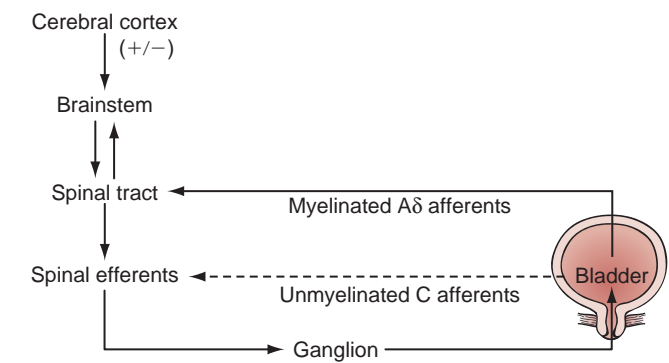 Cerebral cortex
(+/−)
Brainstem
Spinal tract
Myelinated Aδ afferents
Spinal efferents
Bladder
Unmyelinated C afferents
Ganglion